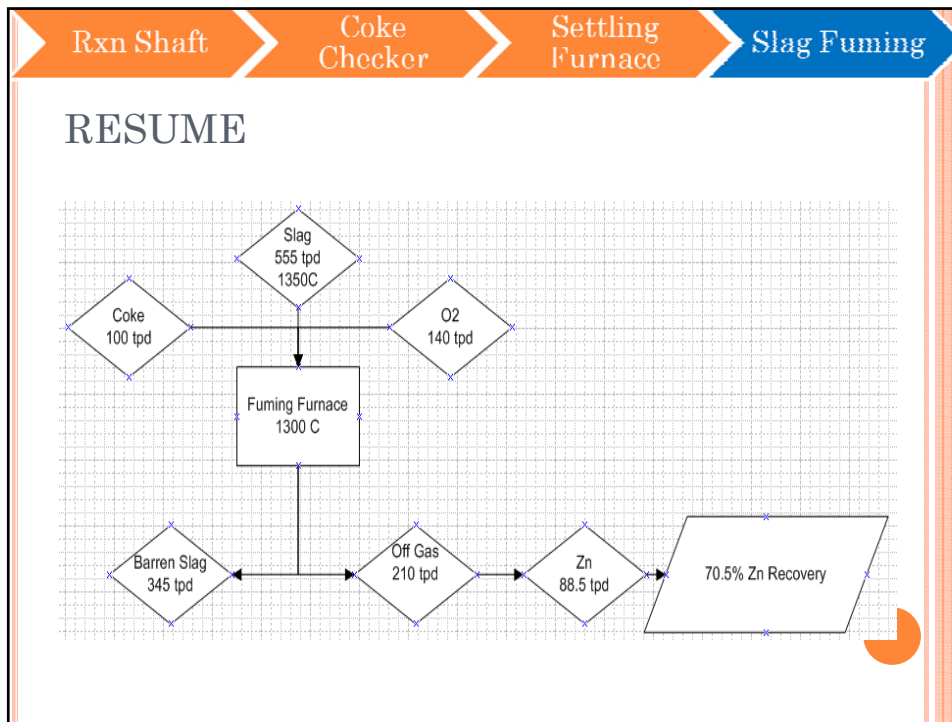 Rxn Shaft
Coke
Checker
Settling
Furnace
Slag Fuming
RESUME
Slag
555 tpd
1350C
Coke
100 tpd
O2
140 tpd
Fuming Furnace
1300 C
Barren Slag
345 tpd
Off Gas
210 tpd
Zn
88.5 tpd
70.5% Zn Recovery